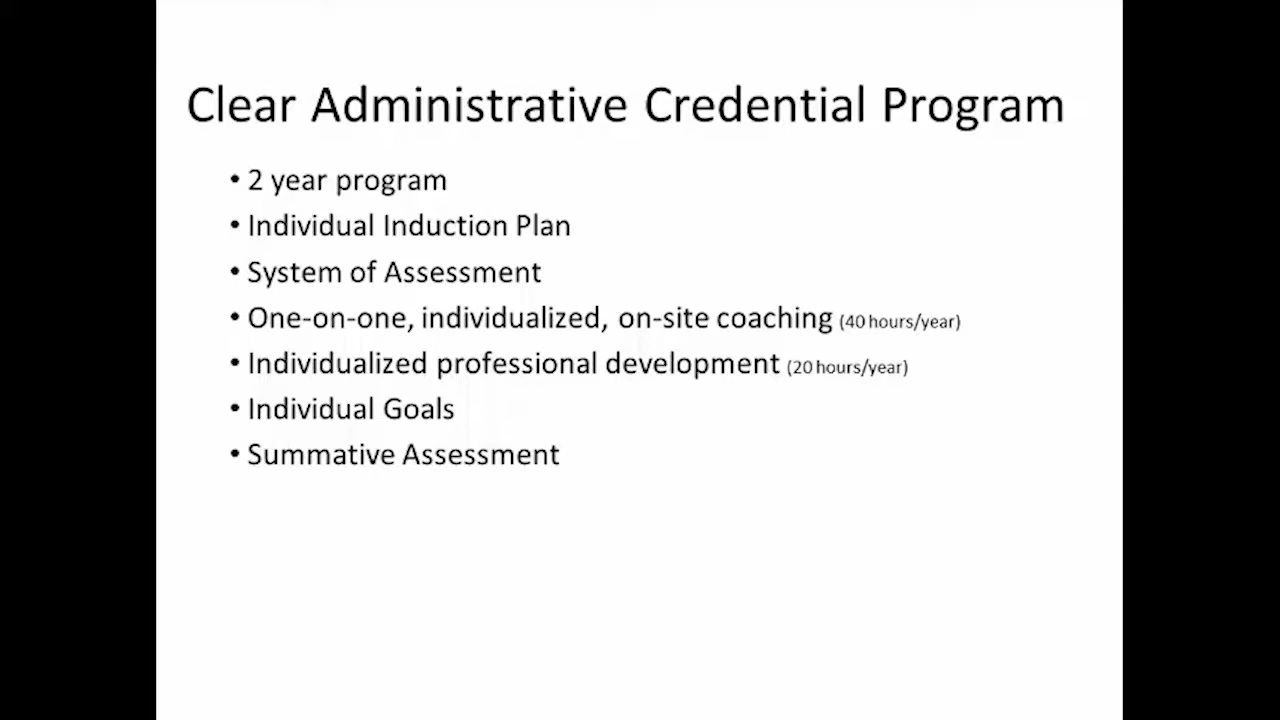 Clear Administrative Credential Program
• 2 year program
• Individual Induction Plan
• System of Assessment
• One-on-one, individualized, on-site coaching (40 hours/year)
• Individualized professional development (20 hours/year)
• Individual Goals
• Summative Assessment